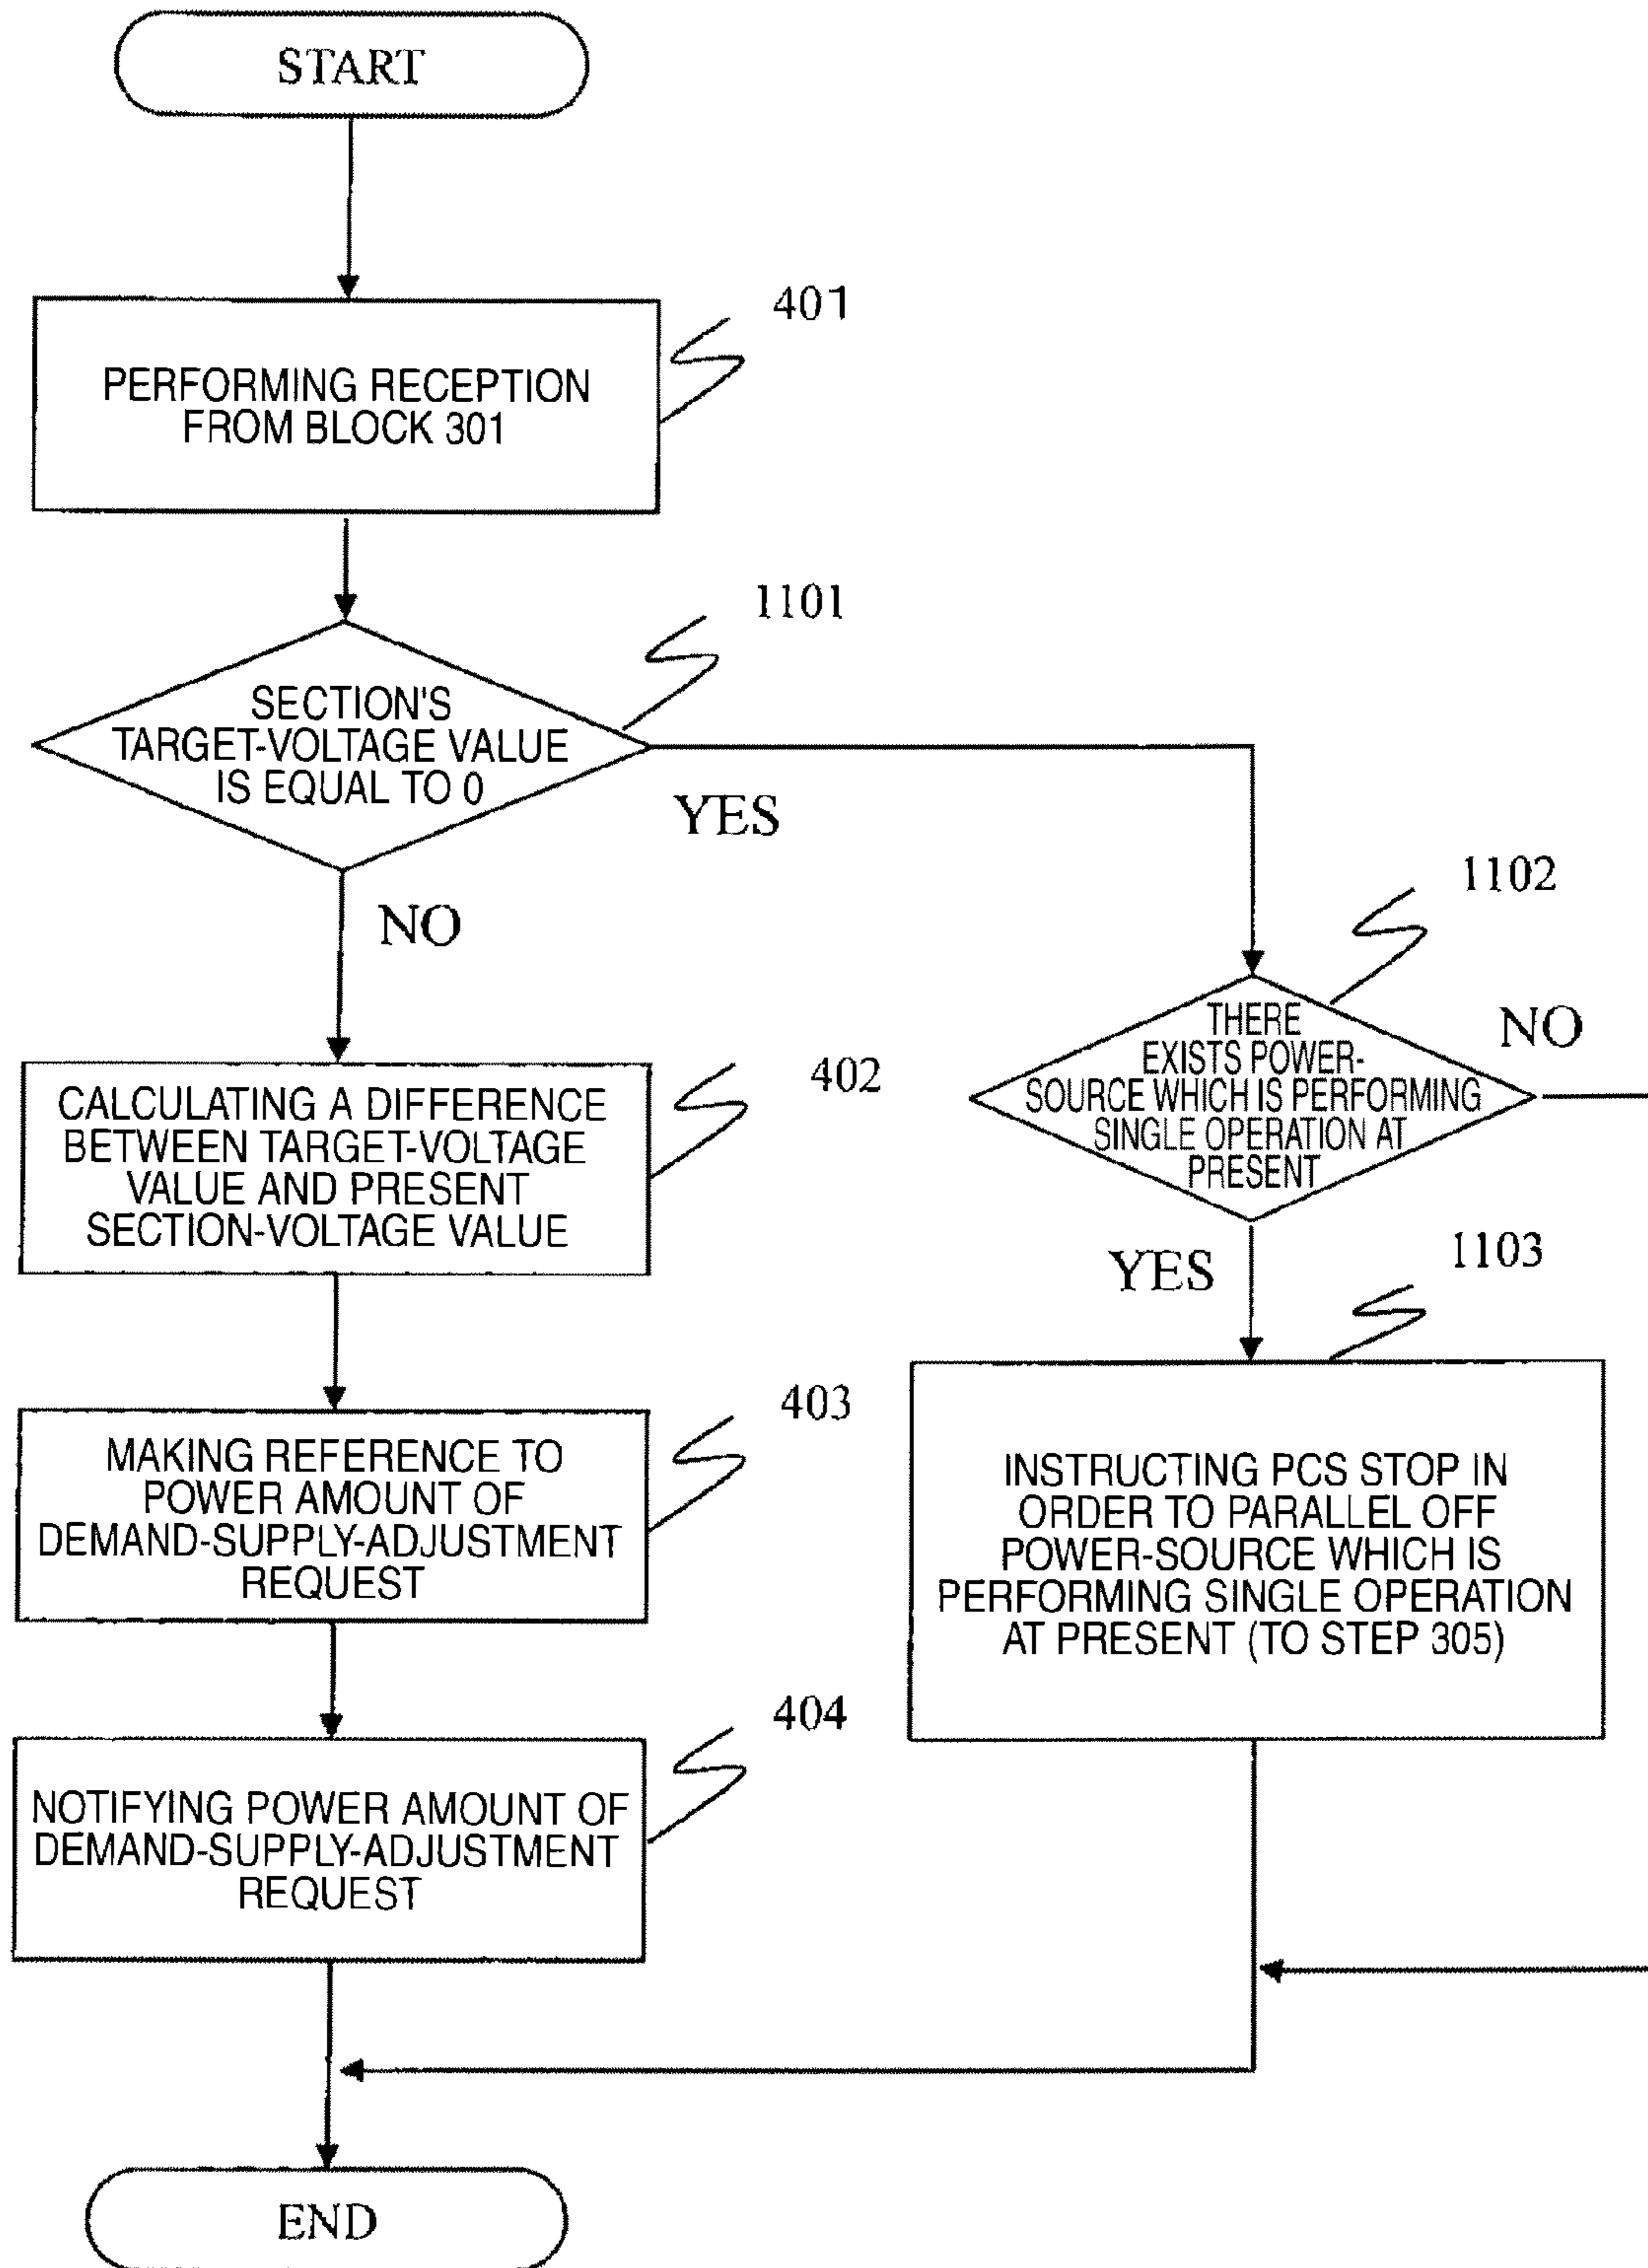 START
401
PERFORMING RECEPTION
FROM BLOCK 301
1101
SECTION'S
TARGET-VOLTAGE VALUE
IS EQUAL TO 0
YES
NO
1102
THERE
EXISTS POWER-
SOURCE WHICH IS PERFORMING
SINGLE OPERATION AT
PRESENT
NO
YES
402
CALCULATING A DIFFERENCE
BETWEEN TARGET-VOLTAGE
VALUE AND PRESENT
SECTION-VOLTAGE VALUE
1103
INSTRUCTING PCS STOP IN
ORDER TO PARALLEL OFF
POWER-SOURCE WHICH IS
PERFORMING SINGLE OPERATION
AT PRESENT (TO STEP 305)
403
MAKING REFERENCE TO
POWER AMOUNT OF
DEMAND-SUPPLY-ADJUSTMENT
REQUEST
404
NOTIFYING POWER AMOUNT OF
DEMAND-SUPPLY-ADJUSTMENT
REQUEST
END